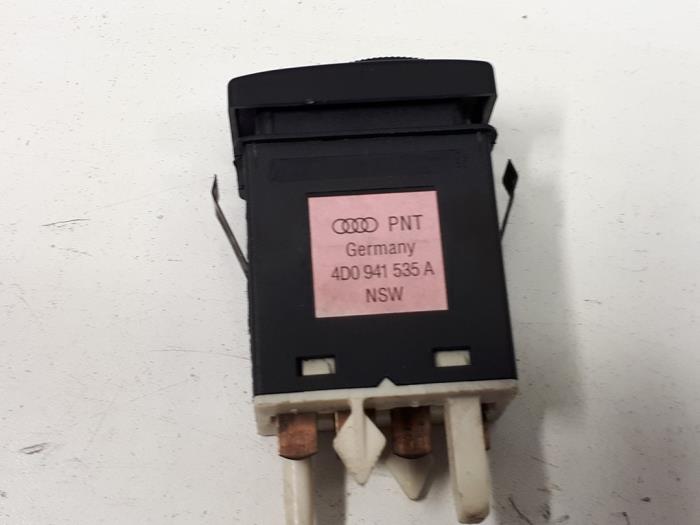 PNT
Germany
4D0 941 535 A
NSW